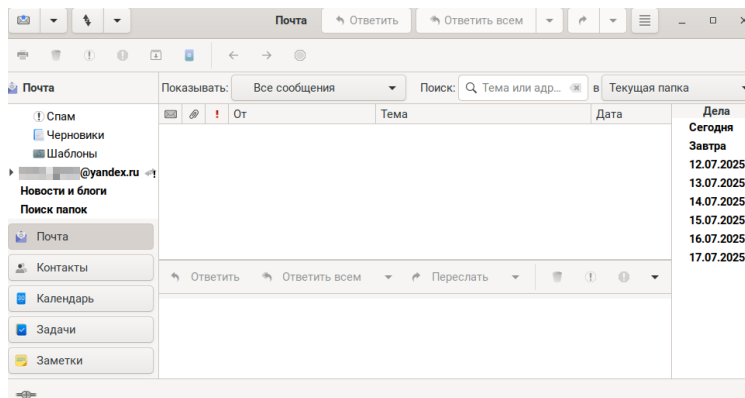 Почта Ответить Ответить всем
Почта Показывать: Все сообщения Поиск: Тема или адр... в Текущая папка
От Тема Дата Дела
Спам Сегодня
Черновики Завтра
Шаблоны 12.07.2025
@yandex.ru 13.07.2025
Новости и блоги 14.07.2025
Поиск папок 15.07.2025
Почта 16.07.2025
17.07.2025
Контакты Ответить Ответить всем Переслать
Календарь
Задачи
Заметки